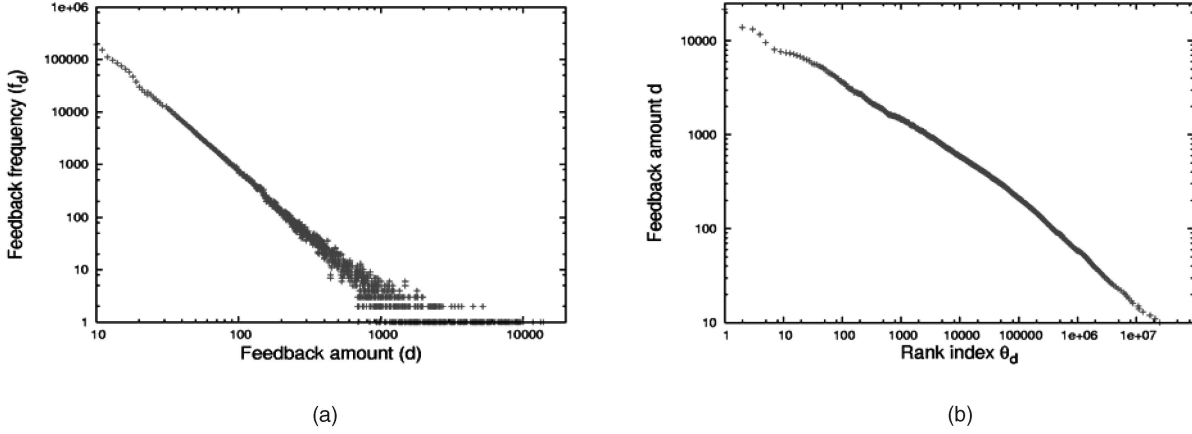 1e+06
100000
10000
1000
100
10
1
Feedback frequency (f_d)
10 100 1000 10000
Feedback amount (d)
(a)
10000
1000
100
10
Feedback amount d
1 10 100 1000 10000 100000 1e+06 1e+07
Rank index θ_d
(b)